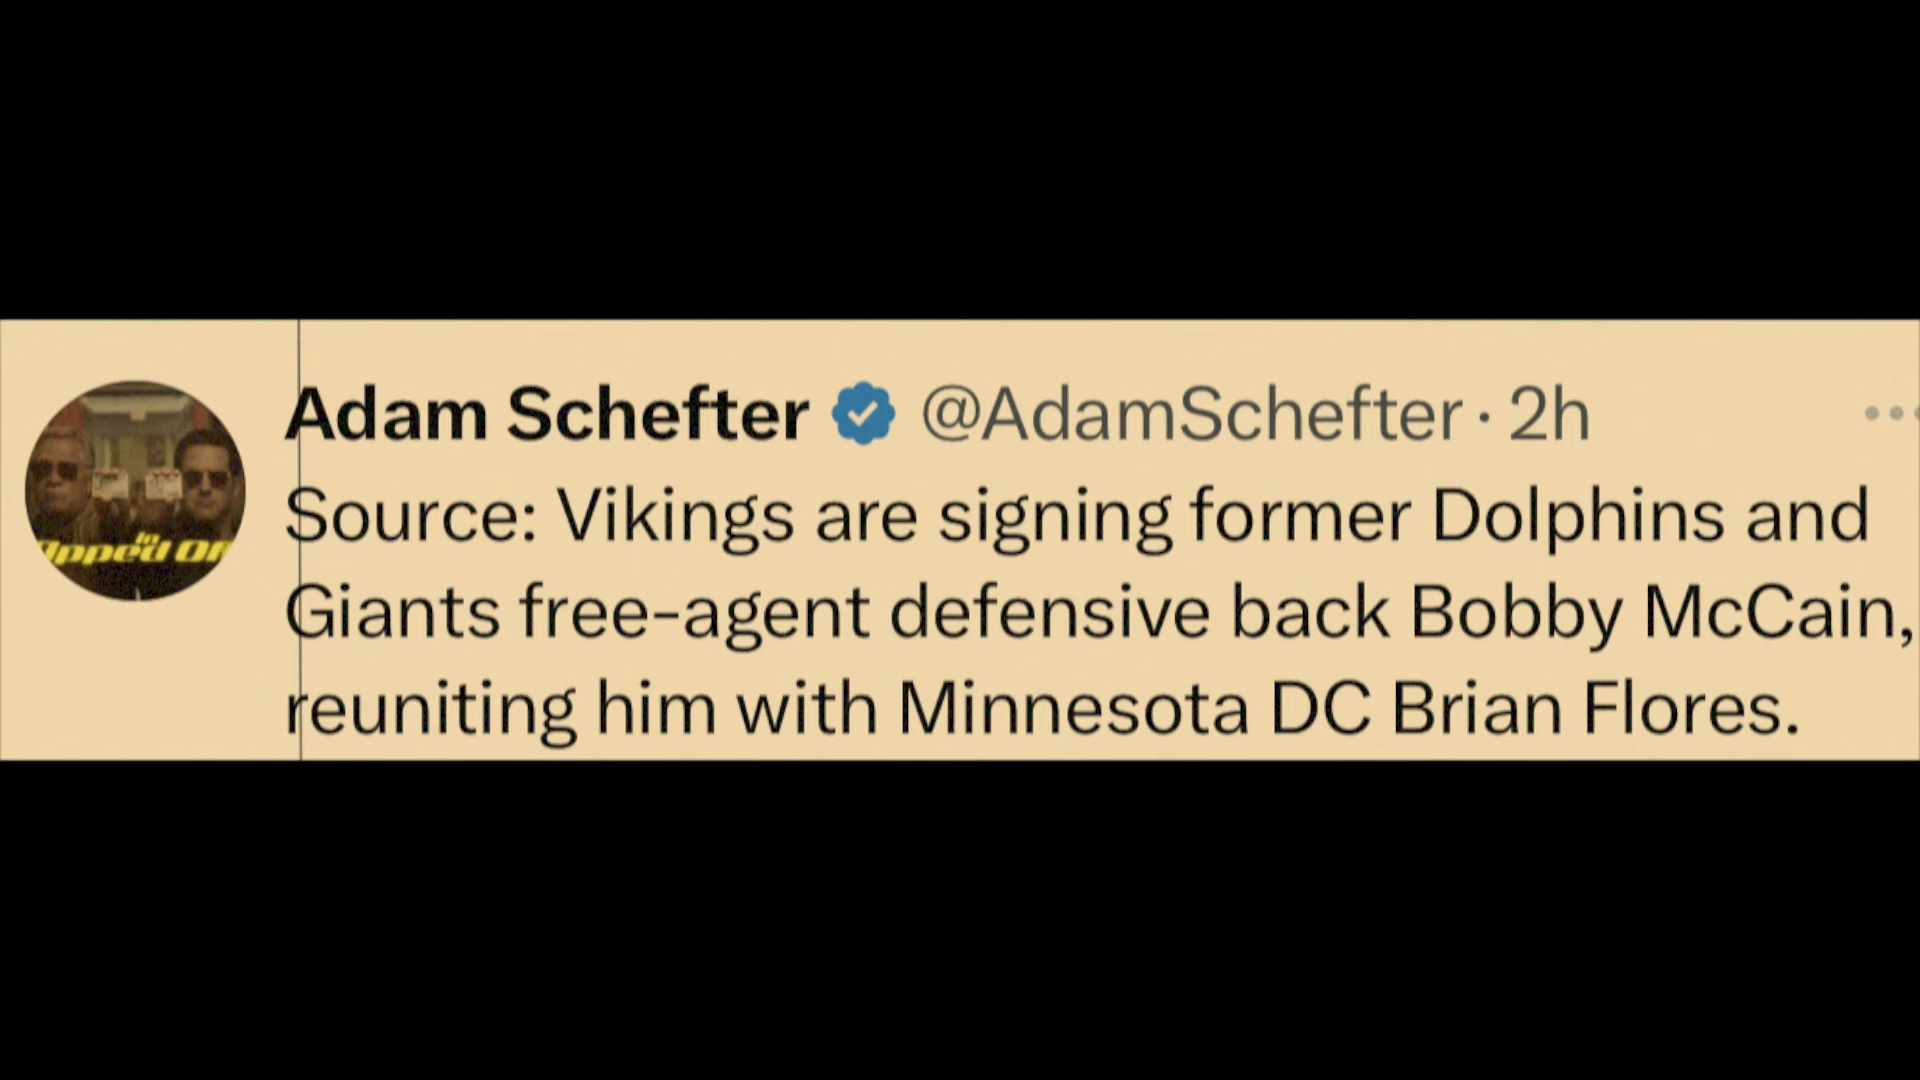 Adam Schefter @AdamSchefter · 2h
Source: Vikings are signing former Dolphins and
Giants free-agent defensive back Bobby McCain,
reuniting him with Minnesota DC Brian Flores.